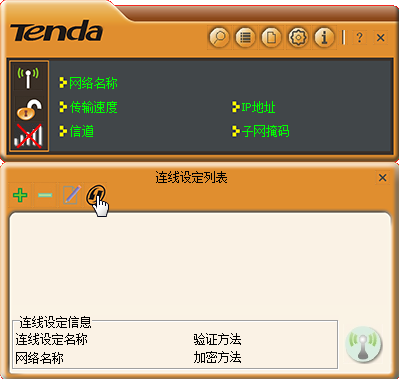 Tenda
网络名称
传输速度 IP地址
信道 子网掩码
连线设定列表
连线设定信息
连线设定名称 验证方法
网络名称 加密方法